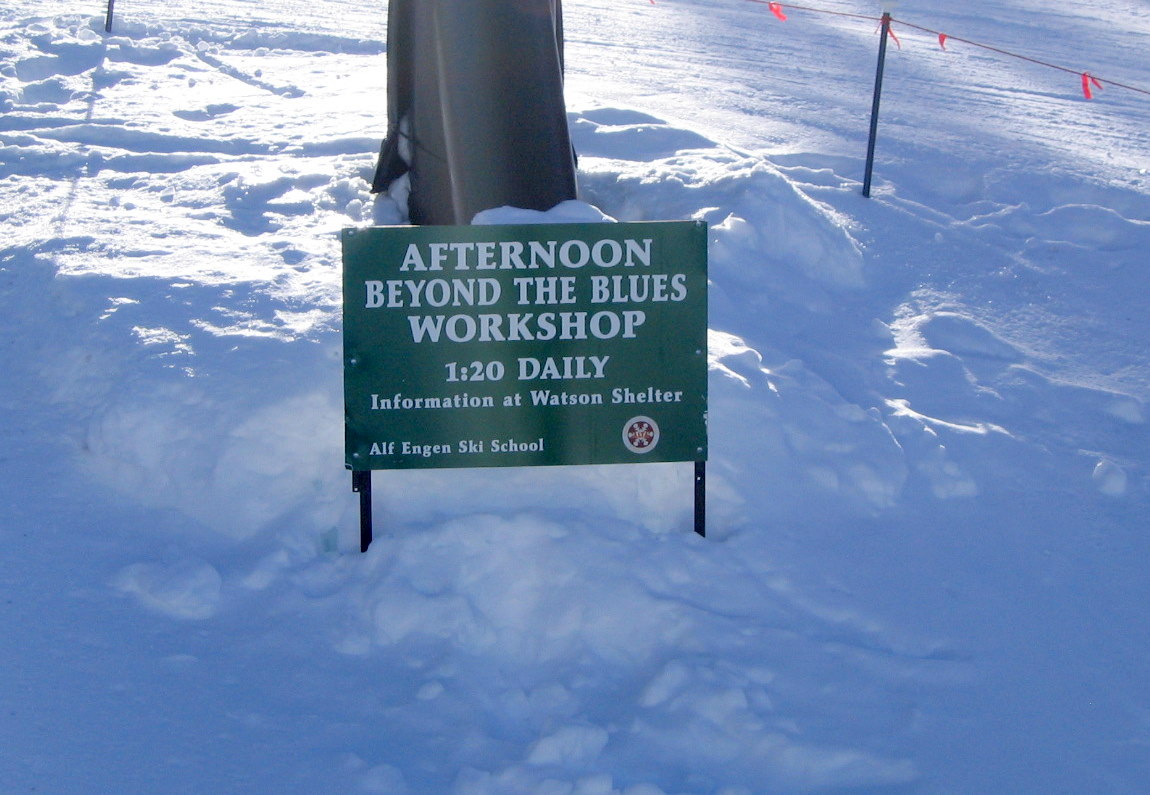 AFTERNOON
BEYOND THE BLUES
WORKSHOP
1:20 DAILY
Information at Watson Shelter
Alf Engen Ski School